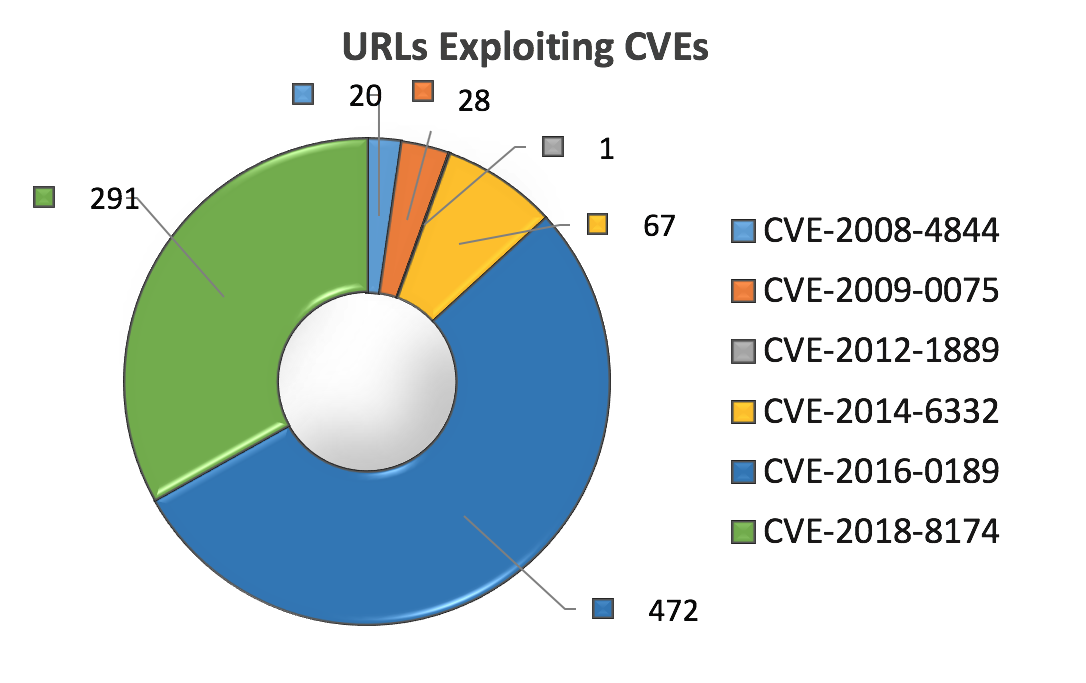 URLs Exploiting CVEs
20
28
1
291
67
CVE-2008-4844
CVE-2009-0075
CVE-2012-1889
CVE-2014-6332
CVE-2016-0189
CVE-2018-8174
472